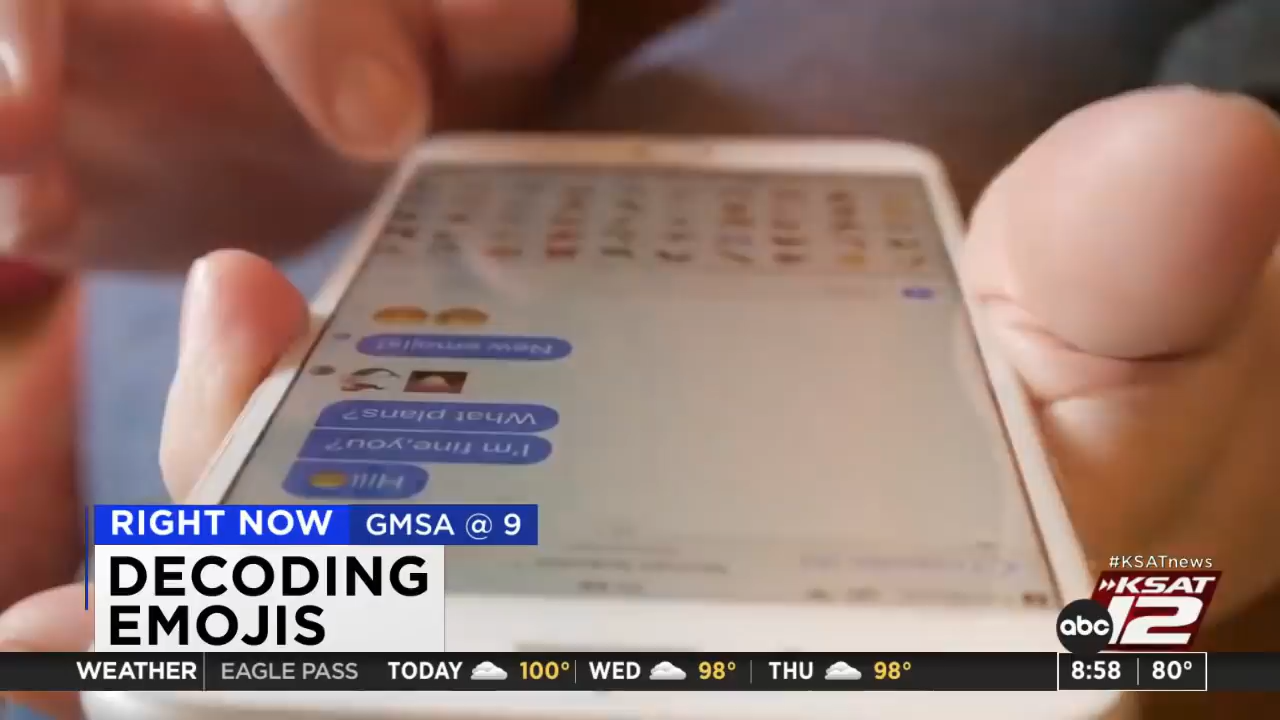 New emojis!
What plans?
I'm fine,you?
Hi!!!
RIGHT NOW GMSA @ 9
DECODING
EMOJIS
#KSATnews
KSAT
abc 12
WEATHER EAGLE PASS TODAY 100° WED 98° THU 98° 8:58 80°